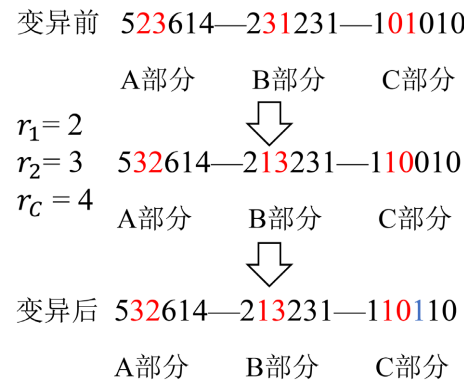 变异前 523614—231231—101010
A部分 B部分 C部分
r₁= 2
r₂= 3
r_C = 4
532614—213231—110010
A部分 B部分 C部分
变异后 532614—213231—110110
A部分 B部分 C部分